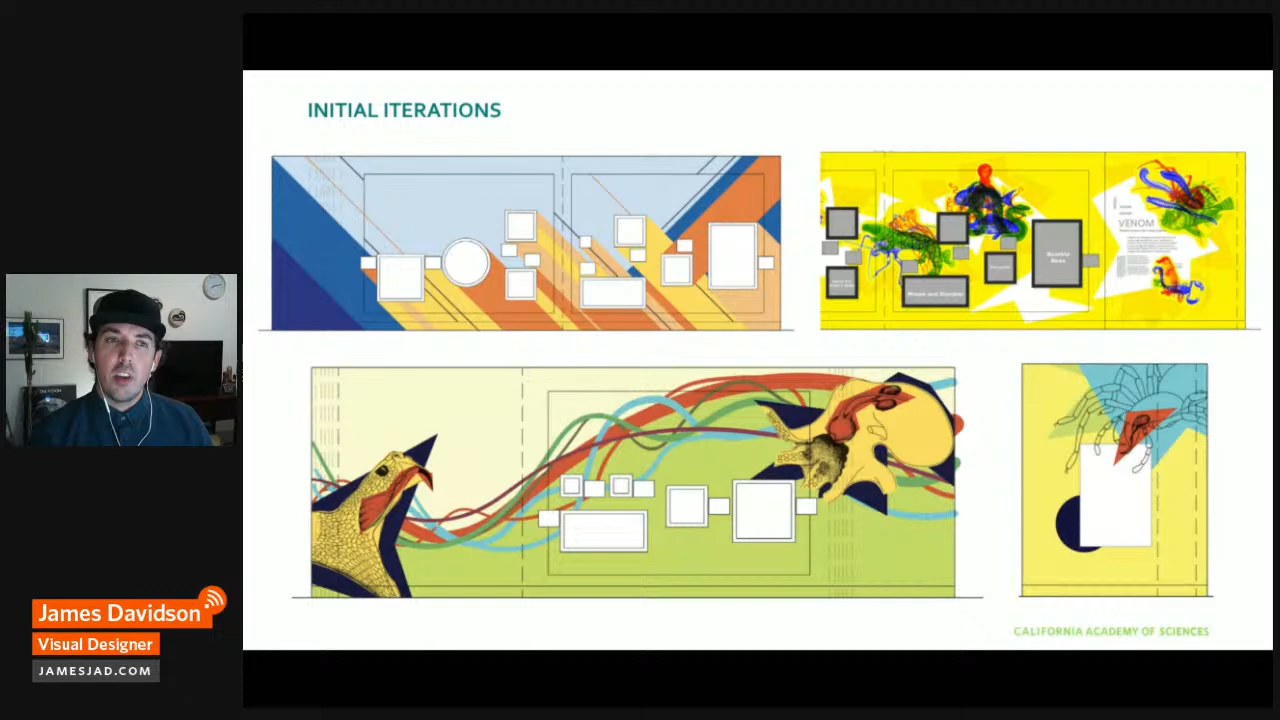 INITIAL ITERATIONS
VENOM
James Davidson
Visual Designer
JAMESJAD.COM
CALIFORNIA ACADEMY OF SCIENCES